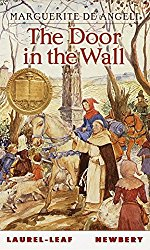 MARGUERITE DE ANGELI
The Door
in the Wall
LAUREL-LEAF NEWBERY